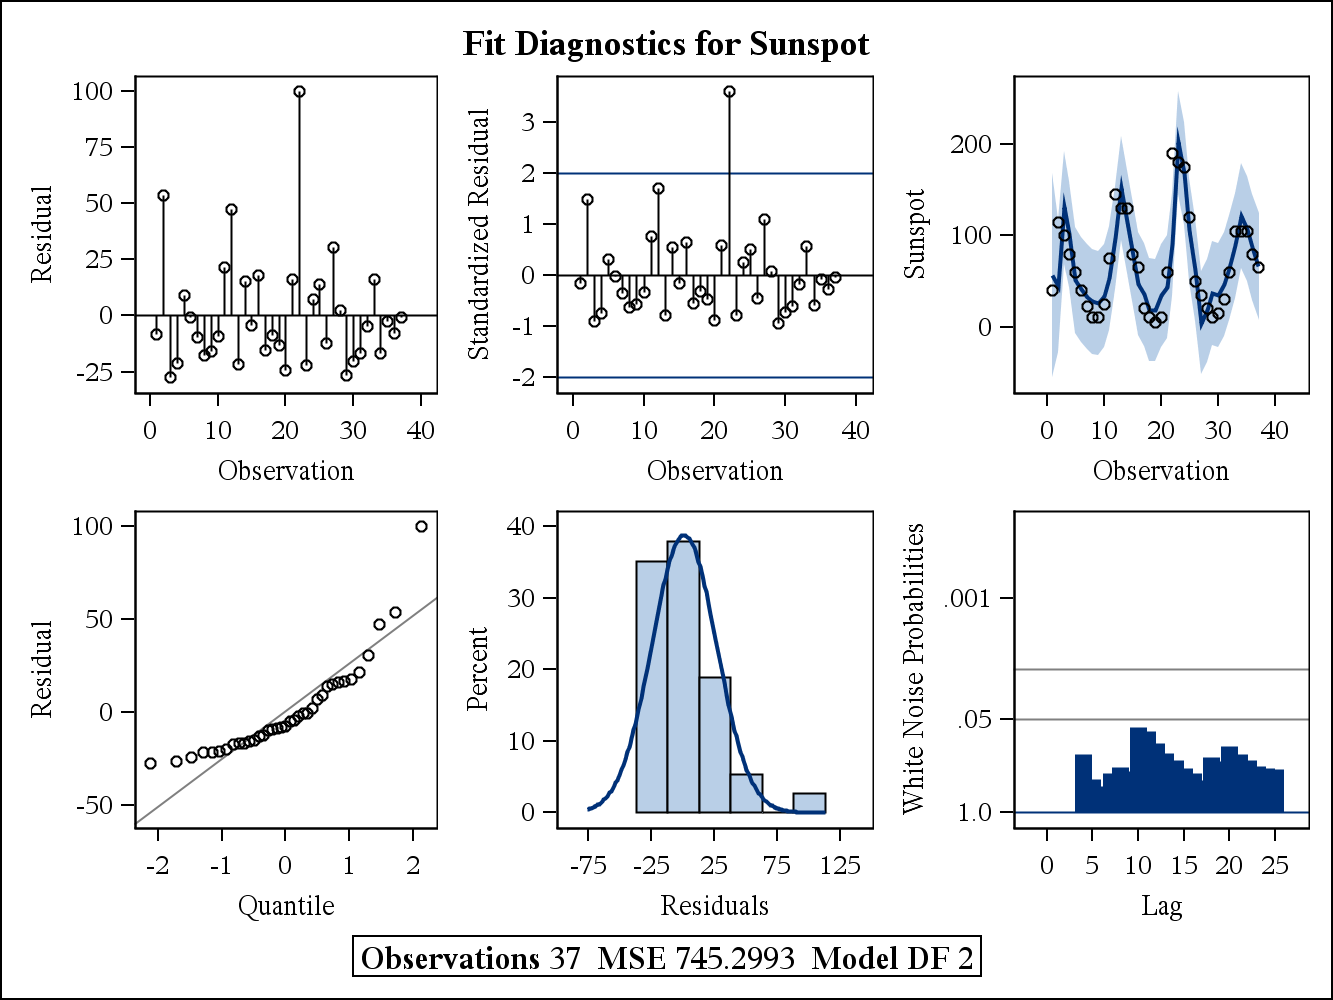 Fit Diagnostics for Sunspot
Residual
100
75
50
25
0
-25
0 10 20 30 40
Observation
Standardized Residual
3
2
1
0
-1
-2
0 10 20 30 40
Observation
Sunspot
200
100
0
0 10 20 30 40
Observation
Residual
100
50
0
-50
-2 -1 0 1 2
Quantile
Percent
40
30
20
10
0
-75 -25 25 75 125
Residuals
White Noise Probabilities
.001
.05
1.0
0 5 10 15 20 25
Lag
Observations 37 MSE 745.2993 Model DF 2